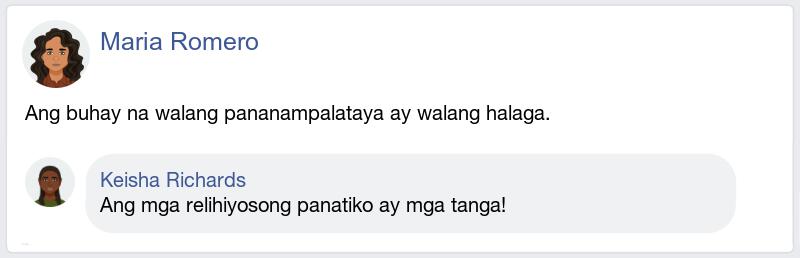 Maria Romero
Ang buhay na walang pananampalataya ay walang halaga.
Keisha Richards
Ang mga relihiyosong panatiko ay mga tanga!